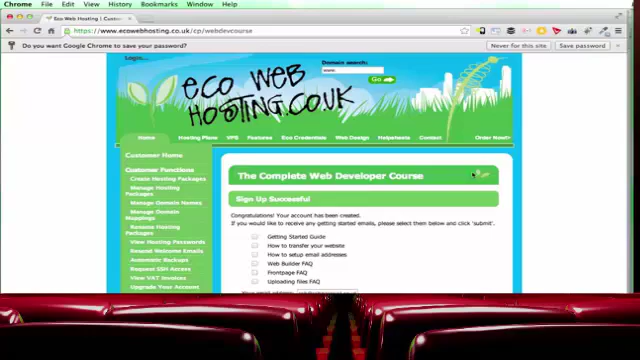 Chrome File Edit View History Bookmarks Window Help
Eco Web Hosting | Custome
https://www.ecowebhosting.co.uk/cp/webdevcourse
Do you want Google Chrome to save your password? Never for this site Save password
Login...
Domain search:
www.
Go
eco web
hosting.co.uk
Home Hosting Plans VPS Features Eco Credentials Web Design Helpsheets Contact Order Now!!
Customer Home
Customer Functions
Create Hosting Packages
Manage Hosting
Packages
Manage Domain Names
Manage Domain
Mappings
Rename Hosting
Packages
View Hosting Passwords
Resend Welcome Emails
Automatic Backups
Request SSH Access
View VAT Invoices
Upgrade Your Account
The Complete Web Developer Course
Sign Up Successful
Congratulations! Your account has been created.
If you would like to receive any getting started emails, please select them below and click 'submit'.
Getting Started Guide
How to transfer your website
How to setup email addresses
Web Builder FAQ
Frontpage FAQ
Uploading files FAQ